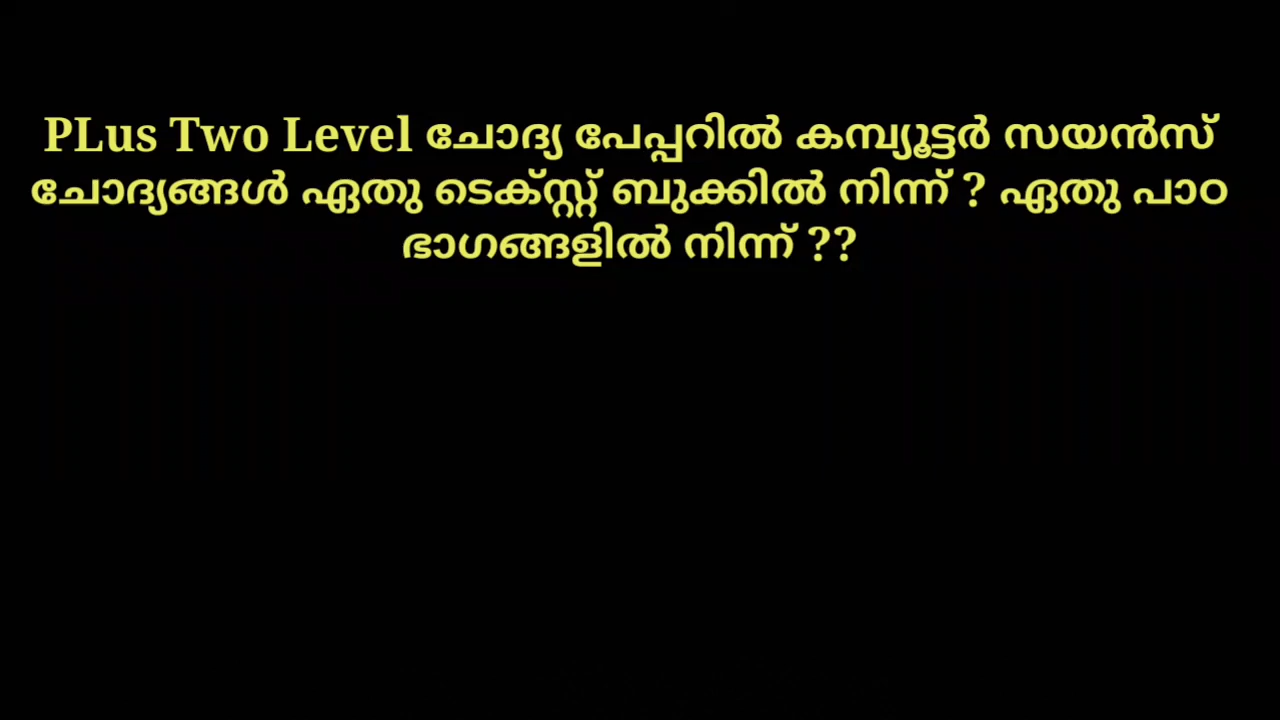 PLus Two Level ചോദ്യ പേപ്പറിൽ കമ്പ്യൂട്ടർ സയൻസ്
ചോദ്യങ്ങൾ ഏതു ടെക്സ്റ്റ് ബുക്കിൽ നിന്ന് ? ഏതു പാഠ
ഭാഗങ്ങളിൽ നിന്ന് ??